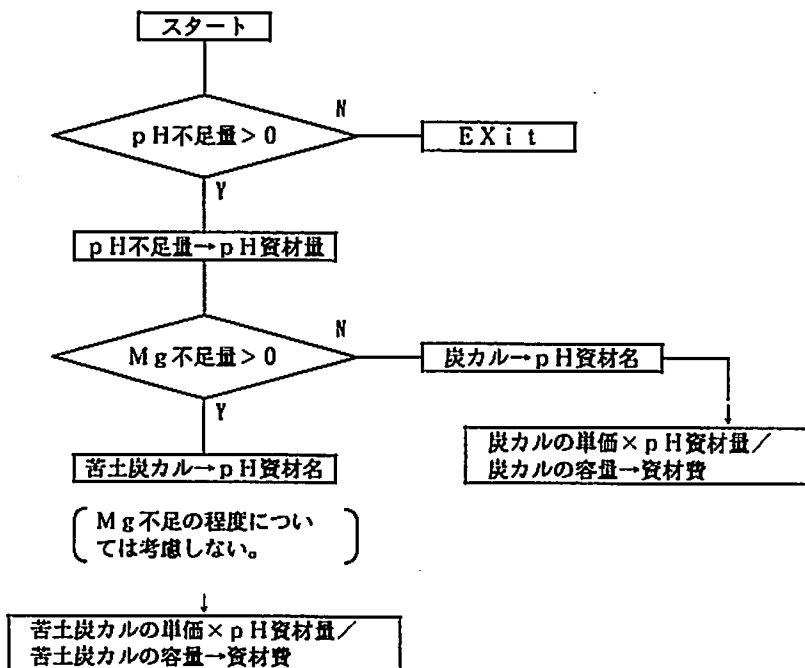 スタート
pH不足量>0
N
EXit
Y
pH不足量→pH資材量
Mg不足量>0
N
炭カル→pH資材名
Y
炭カルの単価×pH資材量/
炭カルの容量→資材費
苦土炭カル→pH資材名
Mg不足の程度につい
ては考慮しない。
苦土炭カルの単価×pH資材量/
苦土炭カルの容量→資材費